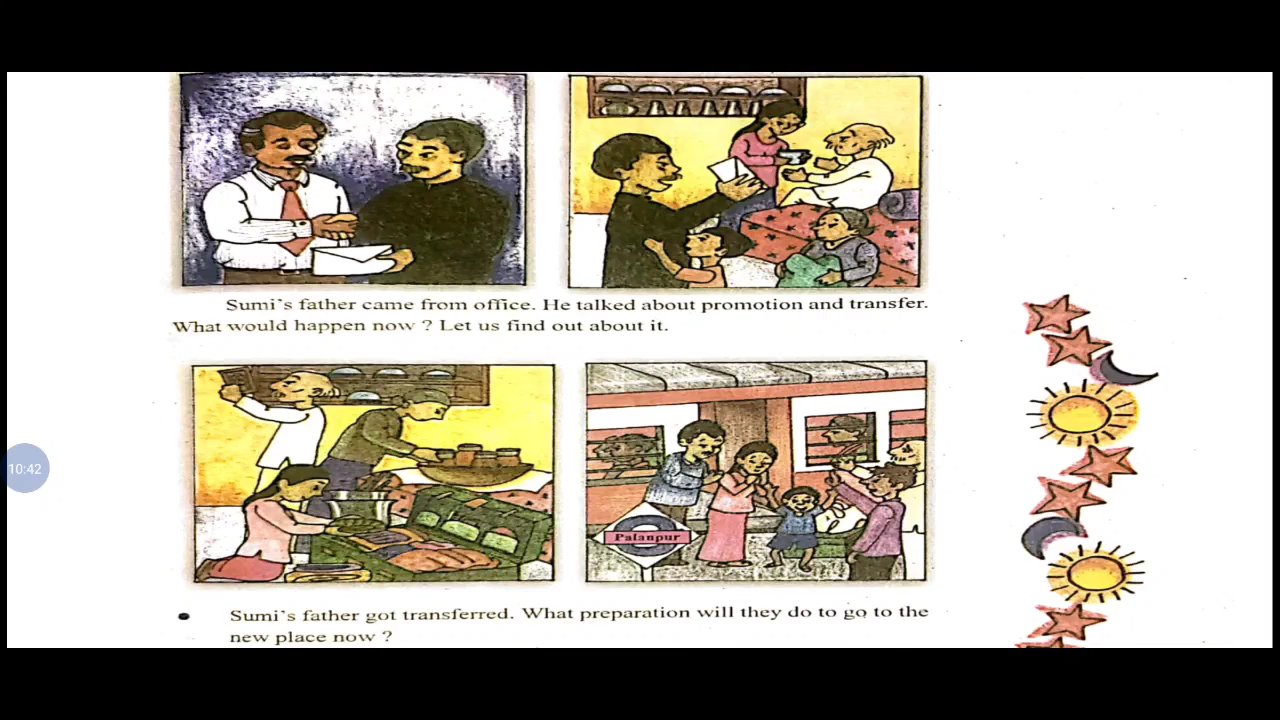 Sumi's father came from office. He talked about promotion and transfer.
What would happen now ? Let us find out about it.
10:42
Palanpur
• Sumi's father got transferred. What preparation will they do to go to the
new place now ?